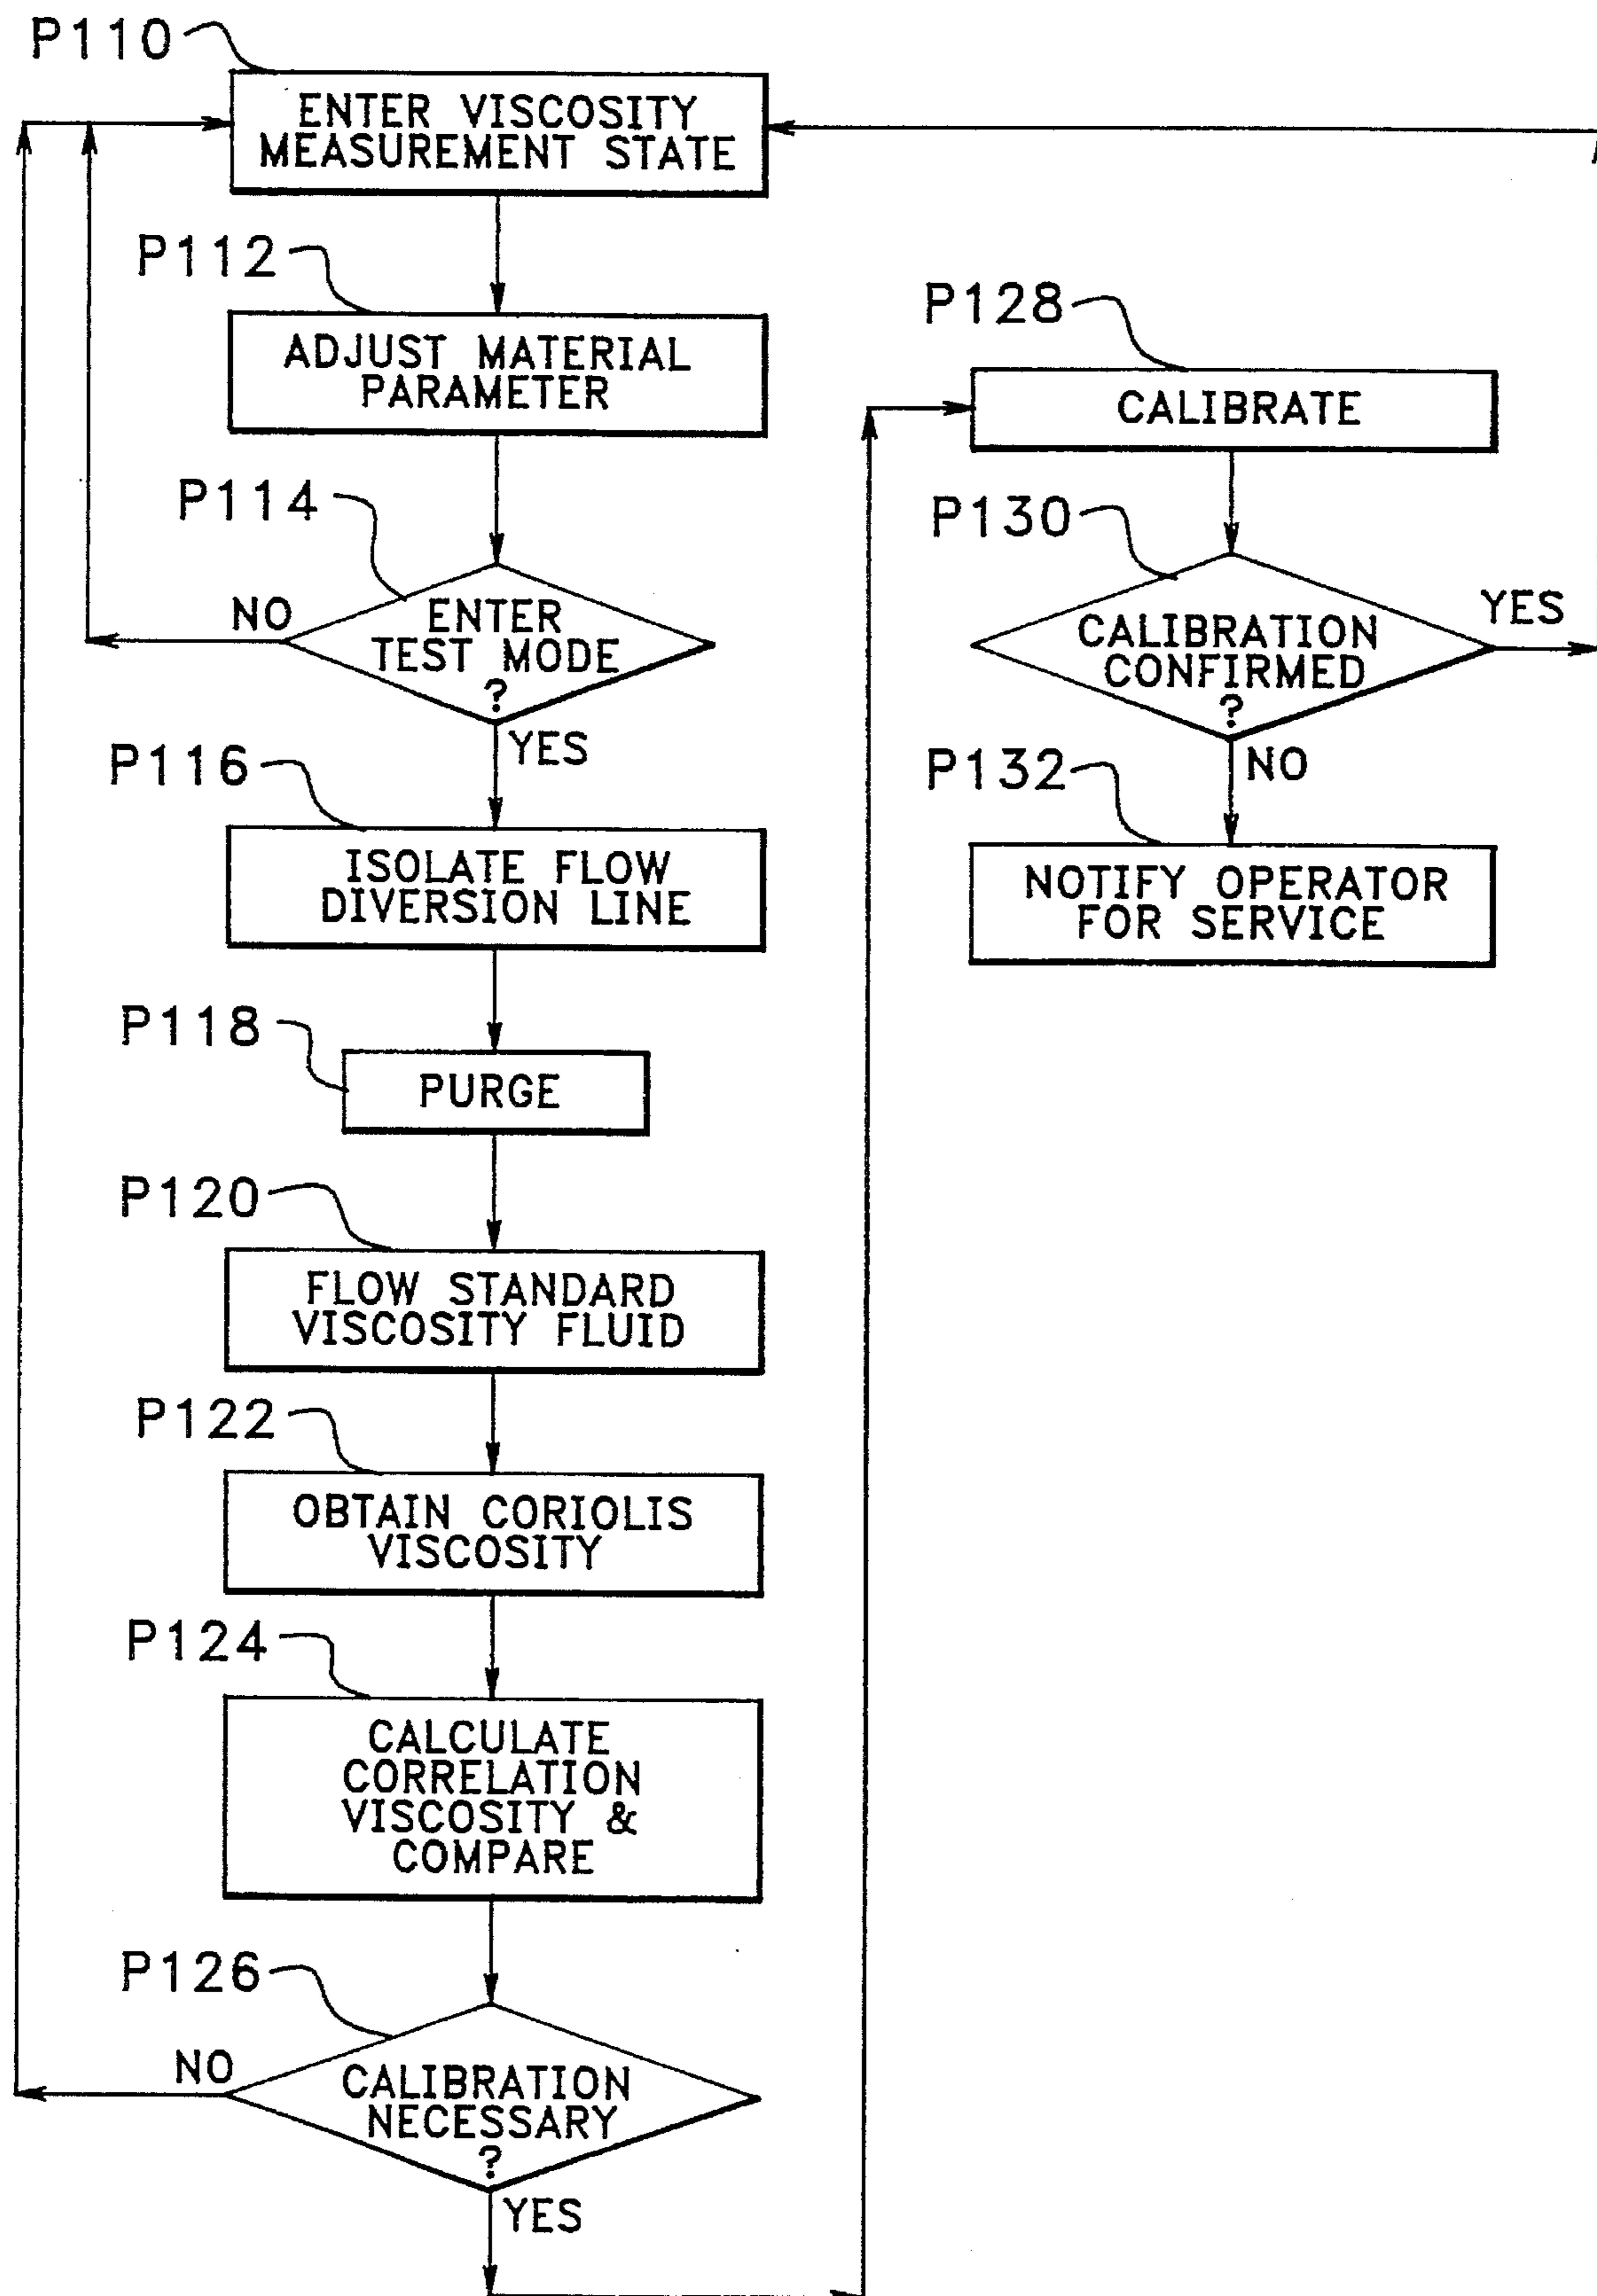 P110
ENTER VISCOSITY
MEASUREMENT STATE
P112
ADJUST MATERIAL
PARAMETER
P114
NO
ENTER
TEST MODE
?
YES
P116
ISOLATE FLOW
DIVERSION LINE
P118
PURGE
P120
FLOW STANDARD
VISCOSITY FLUID
P122
OBTAIN CORIOLIS
VISCOSITY
P124
CALCULATE
CORRELATION
VISCOSITY &
COMPARE
P126
NO
CALIBRATION
NECESSARY
?
YES
P128
CALIBRATE
P130
CALIBRATION
CONFIRMED
?
YES
NO
P132
NOTIFY OPERATOR
FOR SERVICE